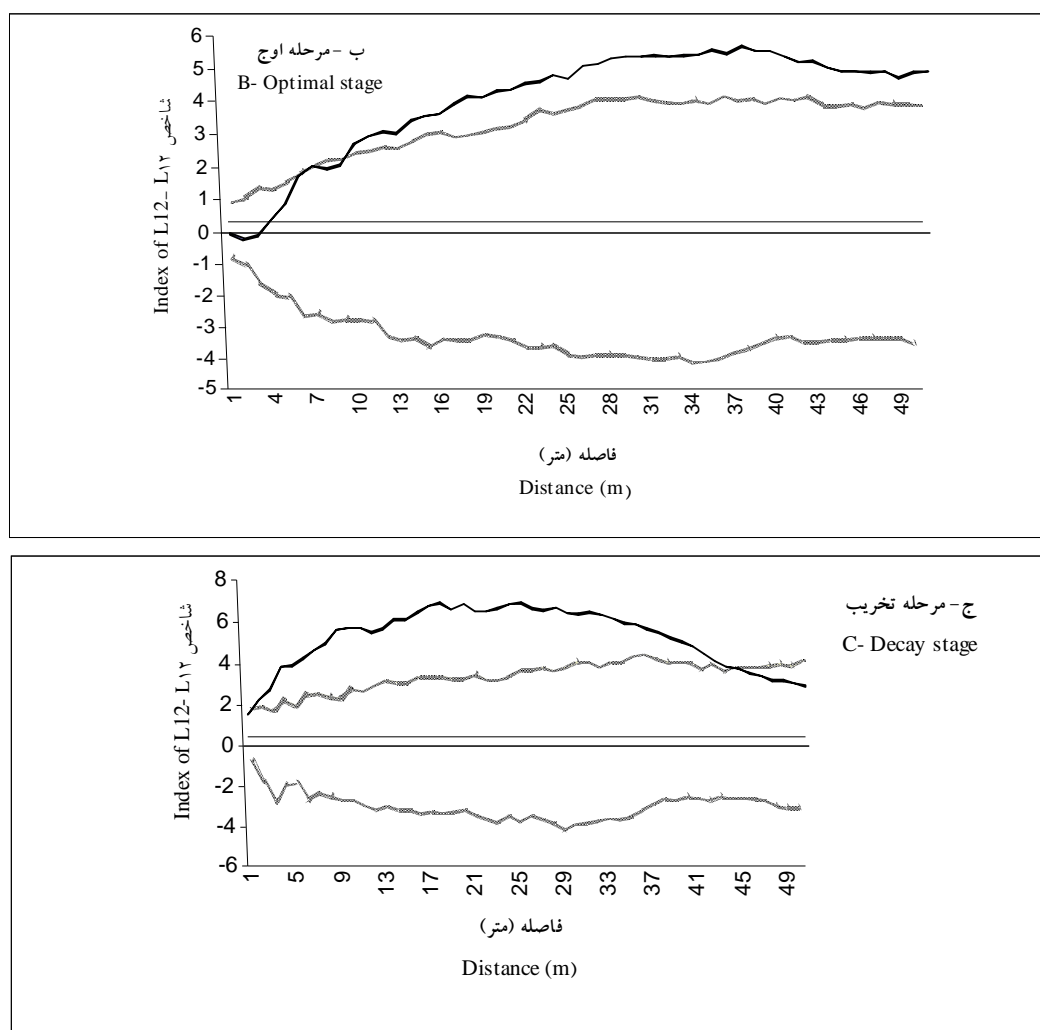 ب -مرحله اوج
B- Optimal stage
شاخص L۱۲ – Index of L12
6
5
4
3
2
1
0
-1
-2
-3
-4
-5
1 4 7 10 13 16 19 22 25 28 31 34 37 40 43 46 49
فاصله (متر)
Distance (m)
ج -مرحله تخریب
C- Decay stage
شاخص L۱۲ - Index of L12
8
6
4
2
0
-2
-4
-6
1 5 9 13 17 21 25 29 33 37 41 45 49
فاصله (متر)
Distance (m)